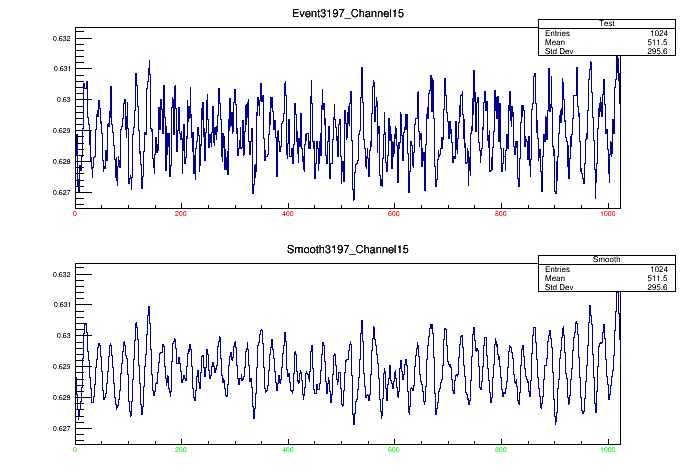 Event3197_Channel15
Test
Entries 1024
Mean 511.5
Std Dev 295.6
0.632
0.631
0.63
0.629
0.628
0.627
0 200 400 600 800 1000
Smooth3197_Channel15
Smooth
Entries 1024
Mean 511.5
Std Dev 295.6
0.632
0.631
0.63
0.629
0.628
0.627
0 200 400 600 800 1000